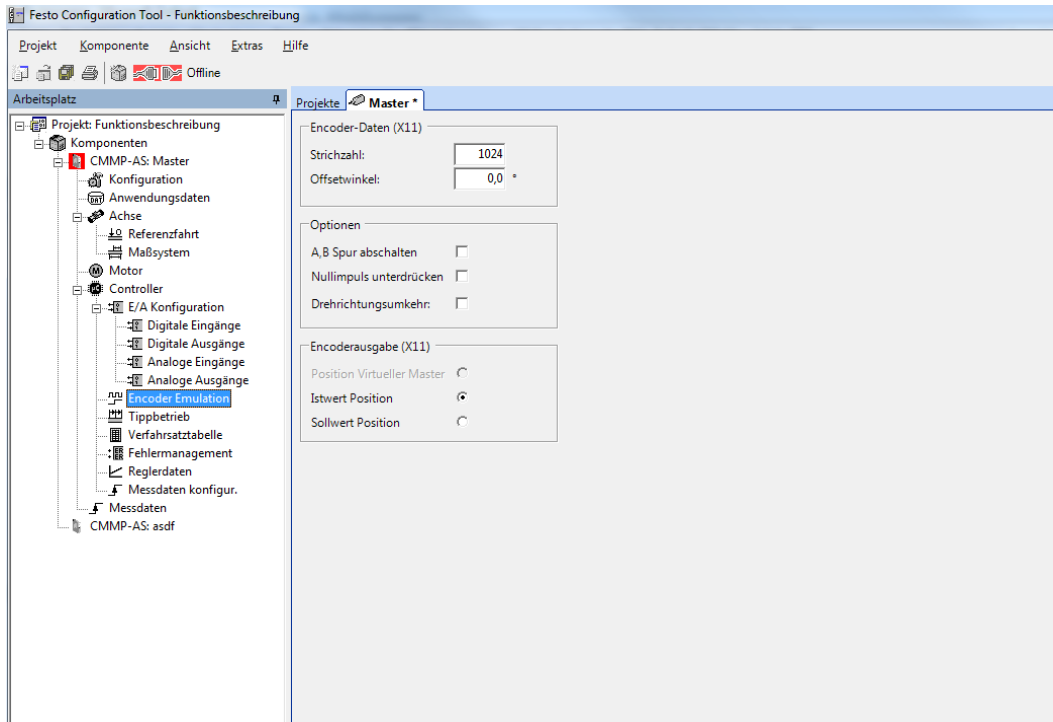 Festo Configuration Tool - Funktionsbeschreibung
Projekt Komponente Ansicht Extras Hilfe
Offline
Arbeitsplatz
Projekt: Funktionsbeschreibung
Komponenten
CMMP-AS: Master
Konfiguration
Anwendungsdaten
Achse
Referenzfahrt
Maßsystem
Motor
Controller
E/A Konfiguration
Digitale Eingänge
Digitale Ausgänge
Analoge Eingänge
Analoge Ausgänge
Encoder Emulation
Tippbetrieb
Verfahrsatztabelle
Fehlermanagement
Reglerdaten
Messdaten konfigur.
Messdaten
CMMP-AS: asdf
Projekte Master *
Encoder-Daten (X11)
Strichzahl: 1024
Offsetwinkel: 0,0 °
Optionen
A,B Spur abschalten
Nullimpuls unterdrücken
Drehrichtungsumkehr:
Encoderausgabe (X11)
Position Virtueller Master
Istwert Position
Sollwert Position